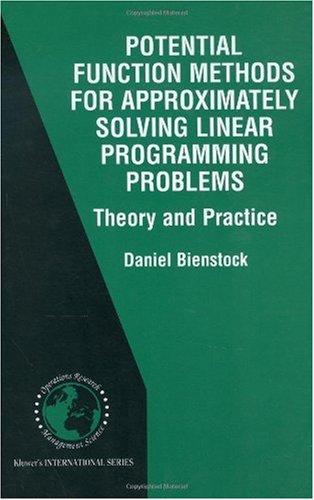 POTENTIAL
FUNCTION METHODS
FOR APPROXIMATELY
SOLVING LINEAR
PROGRAMMING
PROBLEMS
Theory and Practice
Daniel Bienstock
Operations Research
Management Science
Kluwer's INTERNATIONAL SERIES